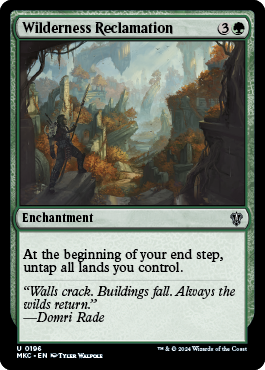 Wilderness Reclamation 3
Enchantment
At the beginning of your end step,
untap all lands you control.
“Walls crack. Buildings fall. Always the
wilds return.”
—Domri Rade
U 0196
MKC • EN Tyler Walpole
™ & © 2024 Wizards of the Coast